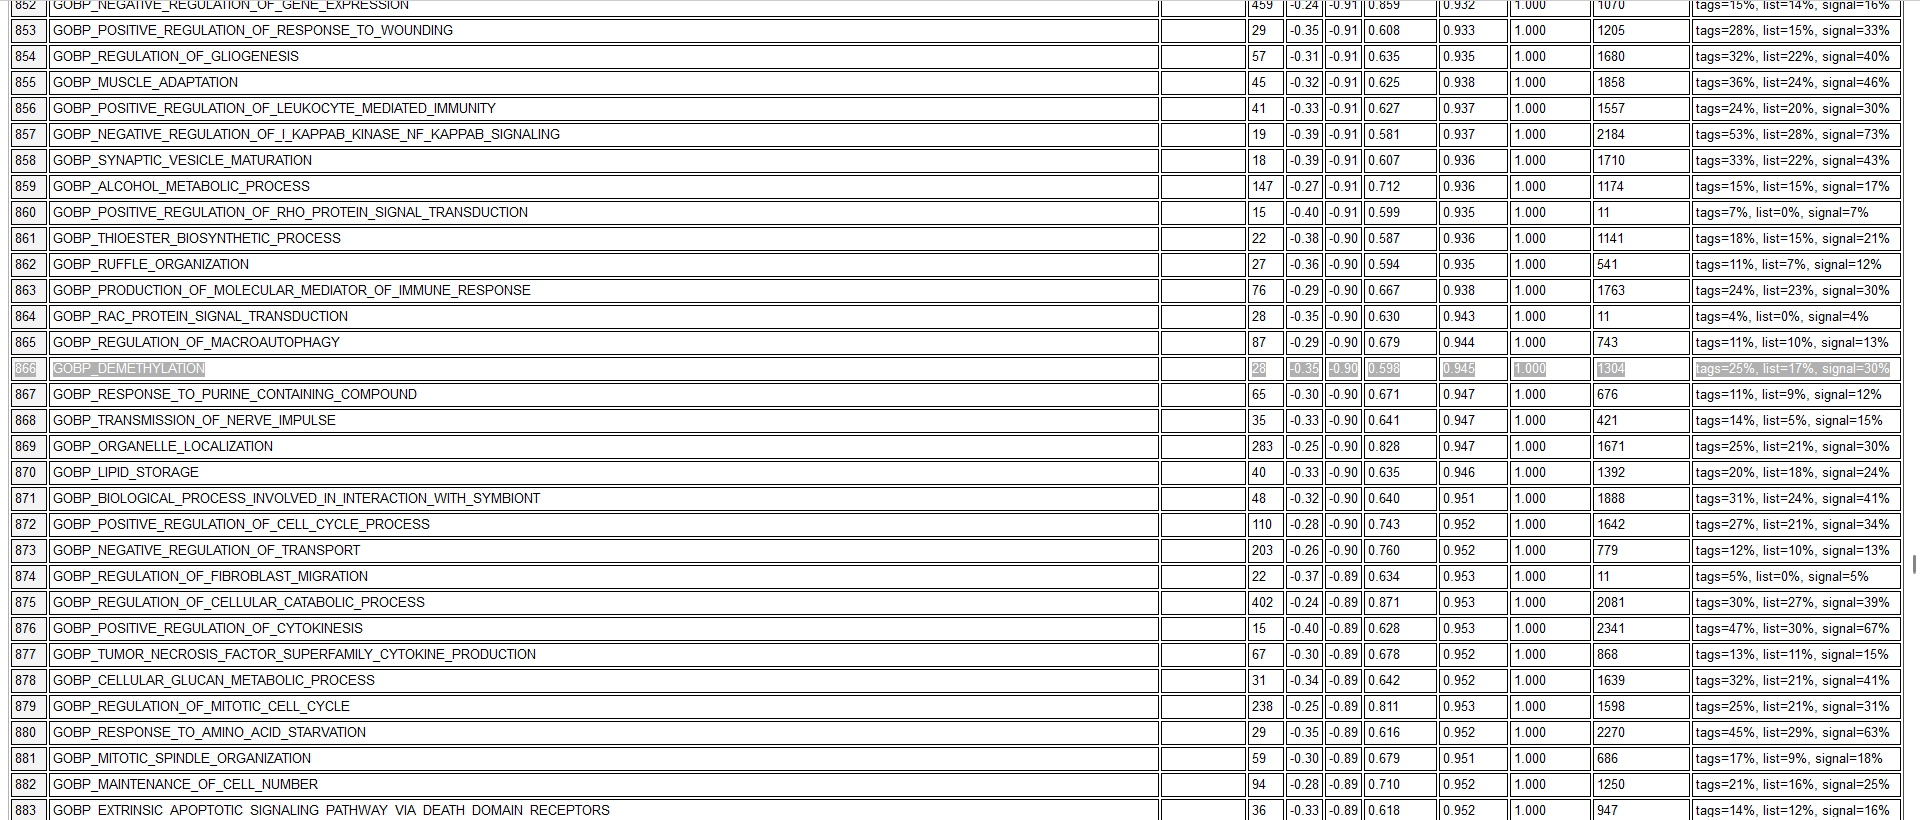 852 GOBP_NEGATIVE_REGULATION_OF_GENE_EXPRESSION 459 -0.24 -0.91 0.859 0.932 1.000 1070 tags=15%, list=14%, signal=16%
853 GOBP_POSITIVE_REGULATION_OF_RESPONSE_TO_WOUNDING 29 -0.35 -0.91 0.608 0.933 1.000 1205 tags=28%, list=15%, signal=33%
854 GOBP_REGULATION_OF_GLIOGENESIS 57 -0.31 -0.91 0.635 0.935 1.000 1680 tags=32%, list=22%, signal=40%
855 GOBP_MUSCLE_ADAPTATION 45 -0.32 -0.91 0.625 0.938 1.000 1858 tags=36%, list=24%, signal=46%
856 GOBP_POSITIVE_REGULATION_OF_LEUKOCYTE_MEDIATED_IMMUNITY 41 -0.33 -0.91 0.627 0.937 1.000 1557 tags=24%, list=20%, signal=30%
857 GOBP_NEGATIVE_REGULATION_OF_I_KAPPAB_KINASE_NF_KAPPAB_SIGNALING 19 -0.39 -0.91 0.581 0.937 1.000 2184 tags=53%, list=28%, signal=73%
858 GOBP_SYNAPTIC_VESICLE_MATURATION 18 -0.39 -0.91 0.607 0.936 1.000 1710 tags=33%, list=22%, signal=43%
859 GOBP_ALCOHOL_METABOLIC_PROCESS 147 -0.27 -0.91 0.712 0.936 1.000 1174 tags=15%, list=15%, signal=17%
860 GOBP_POSITIVE_REGULATION_OF_RHO_PROTEIN_SIGNAL_TRANSDUCTION 15 -0.40 -0.91 0.599 0.935 1.000 11 tags=7%, list=0%, signal=7%
861 GOBP_THIOESTER_BIOSYNTHETIC_PROCESS 22 -0.38 -0.90 0.587 0.936 1.000 1141 tags=18%, list=15%, signal=21%
862 GOBP_RUFFLE_ORGANIZATION 27 -0.36 -0.90 0.594 0.935 1.000 541 tags=11%, list=7%, signal=12%
863 GOBP_PRODUCTION_OF_MOLECULAR_MEDIATOR_OF_IMMUNE_RESPONSE 76 -0.29 -0.90 0.667 0.938 1.000 1763 tags=24%, list=23%, signal=30%
864 GOBP_RAC_PROTEIN_SIGNAL_TRANSDUCTION 28 -0.35 -0.90 0.630 0.943 1.000 11 tags=4%, list=0%, signal=4%
865 GOBP_REGULATION_OF_MACROAUTOPHAGY 87 -0.29 -0.90 0.679 0.944 1.000 743 tags=11%, list=10%, signal=13%
866 GOBP_DEMETHYLATION 28 -0.35 -0.90 0.598 0.945 1.000 1304 tags=25%, list=17%, signal=30%
867 GOBP_RESPONSE_TO_PURINE_CONTAINING_COMPOUND 65 -0.30 -0.90 0.671 0.947 1.000 676 tags=11%, list=9%, signal=12%
868 GOBP_TRANSMISSION_OF_NERVE_IMPULSE 35 -0.33 -0.90 0.641 0.947 1.000 421 tags=14%, list=5%, signal=15%
869 GOBP_ORGANELLE_LOCALIZATION 283 -0.25 -0.90 0.828 0.947 1.000 1671 tags=25%, list=21%, signal=30%
870 GOBP_LIPID_STORAGE 40 -0.33 -0.90 0.635 0.946 1.000 1392 tags=20%, list=18%, signal=24%
871 GOBP_BIOLOGICAL_PROCESS_INVOLVED_IN_INTERACTION_WITH_SYMBIONT 48 -0.32 -0.90 0.640 0.951 1.000 1888 tags=31%, list=24%, signal=41%
872 GOBP_POSITIVE_REGULATION_OF_CELL_CYCLE_PROCESS 110 -0.28 -0.90 0.743 0.952 1.000 1642 tags=27%, list=21%, signal=34%
873 GOBP_NEGATIVE_REGULATION_OF_TRANSPORT 203 -0.26 -0.90 0.760 0.952 1.000 779 tags=12%, list=10%, signal=13%
874 GOBP_REGULATION_OF_FIBROBLAST_MIGRATION 22 -0.37 -0.89 0.634 0.953 1.000 11 tags=5%, list=0%, signal=5%
875 GOBP_REGULATION_OF_CELLULAR_CATABOLIC_PROCESS 402 -0.24 -0.89 0.871 0.953 1.000 2081 tags=30%, list=27%, signal=39%
876 GOBP_POSITIVE_REGULATION_OF_CYTOKINESIS 15 -0.40 -0.89 0.628 0.953 1.000 2341 tags=47%, list=30%, signal=67%
877 GOBP_TUMOR_NECROSIS_FACTOR_SUPERFAMILY_CYTOKINE_PRODUCTION 67 -0.30 -0.89 0.678 0.952 1.000 868 tags=13%, list=11%, signal=15%
878 GOBP_CELLULAR_GLUCAN_METABOLIC_PROCESS 31 -0.34 -0.89 0.642 0.952 1.000 1639 tags=32%, list=21%, signal=41%
879 GOBP_REGULATION_OF_MITOTIC_CELL_CYCLE 238 -0.25 -0.89 0.811 0.953 1.000 1598 tags=25%, list=21%, signal=31%
880 GOBP_RESPONSE_TO_AMINO_ACID_STARVATION 29 -0.35 -0.89 0.616 0.952 1.000 2270 tags=45%, list=29%, signal=63%
881 GOBP_MITOTIC_SPINDLE_ORGANIZATION 59 -0.30 -0.89 0.679 0.951 1.000 686 tags=17%, list=9%, signal=18%
882 GOBP_MAINTENANCE_OF_CELL_NUMBER 94 -0.28 -0.89 0.710 0.952 1.000 1250 tags=21%, list=16%, signal=25%
883 GOBP_EXTRINSIC_APOPTOTIC_SIGNALING_PATHWAY_VIA_DEATH_DOMAIN_RECEPTORS 36 -0.33 -0.89 0.618 0.952 1.000 947 tags=14%, list=12%, signal=16%